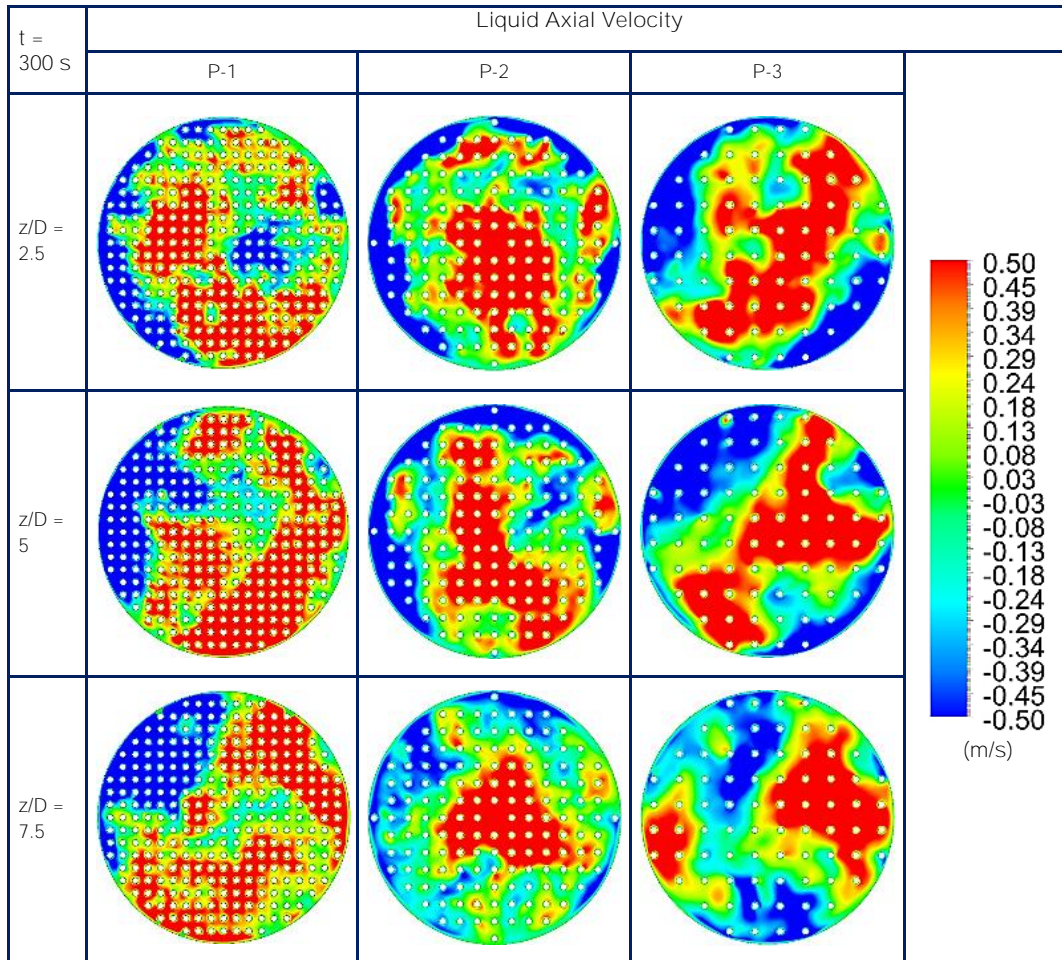 t =
300 s
Liquid Axial Velocity
P-1
P-2
P-3
z/D =
2.5
z/D =
5
z/D =
7.5
0.50
0.45
0.39
0.34
0.29
0.24
0.18
0.13
0.08
0.03
-0.03
-0.08
-0.13
-0.18
-0.24
-0.29
-0.34
-0.39
-0.45
-0.50
(m/s)